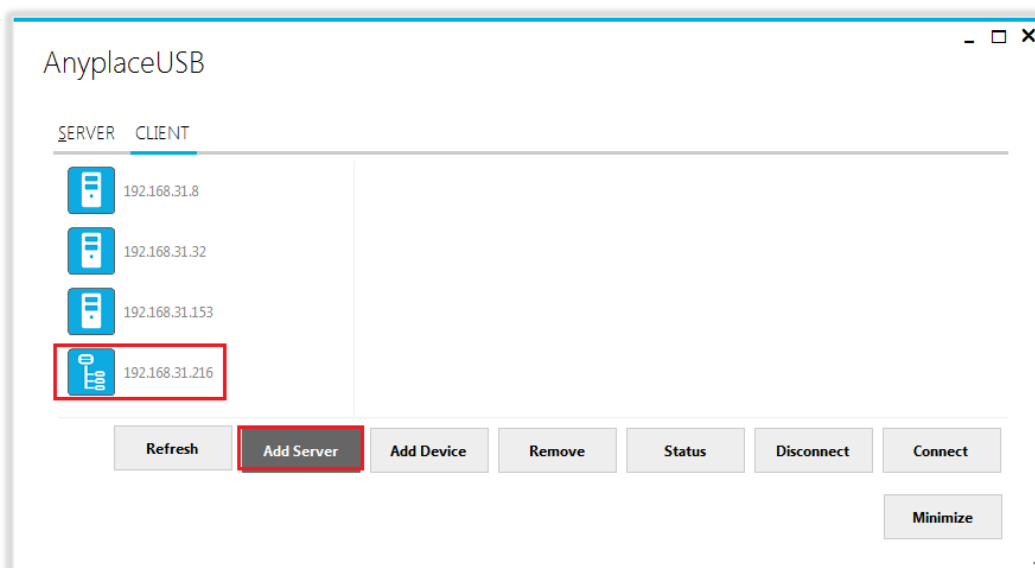 AnyplaceUSB
SERVER CLIENT
192.168.31.8
192.168.31.32
192.168.31.153
192.168.31.216
Refresh Add Server Add Device Remove Status Disconnect Connect
Minimize